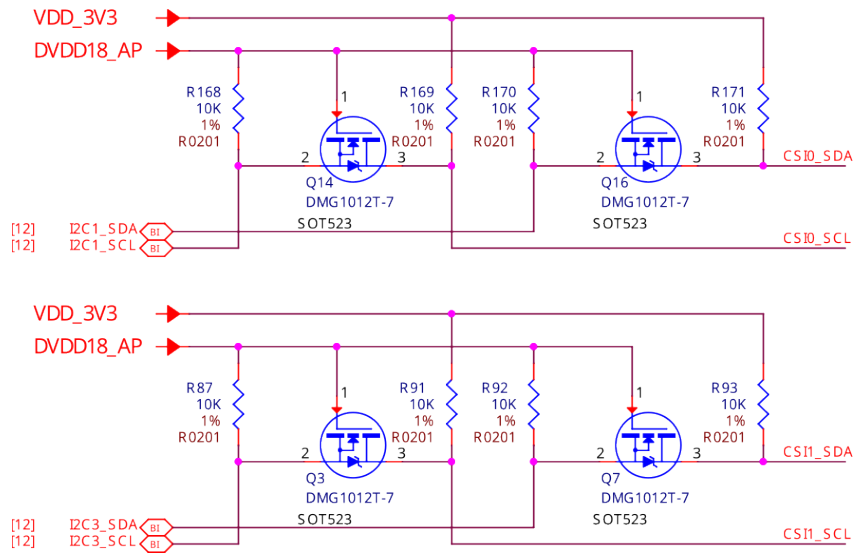 VDD_3V3
DVDD18_AP
1
1
R168
10K
1%
R0201
R169
10K
1%
R0201
R170
10K
1%
R0201
R171
10K
1%
R0201
2
3
2
3
CSI0_SDA
Q14
DMG1012T-7
SOT523
Q16
DMG1012T-7
SOT523
[12] I2C1_SDA BI
[12] I2C1_SCL BI
CSI0_SCL
VDD_3V3
DVDD18_AP
1
1
R87
10K
1%
R0201
R91
10K
1%
R0201
R92
10K
1%
R0201
R93
10K
1%
R0201
2
3
2
3
CSI1_SDA
Q3
DMG1012T-7
SOT523
Q7
DMG1012T-7
SOT523
[12] I2C3_SDA BI
[12] I2C3_SCL BI
CSI1_SCL